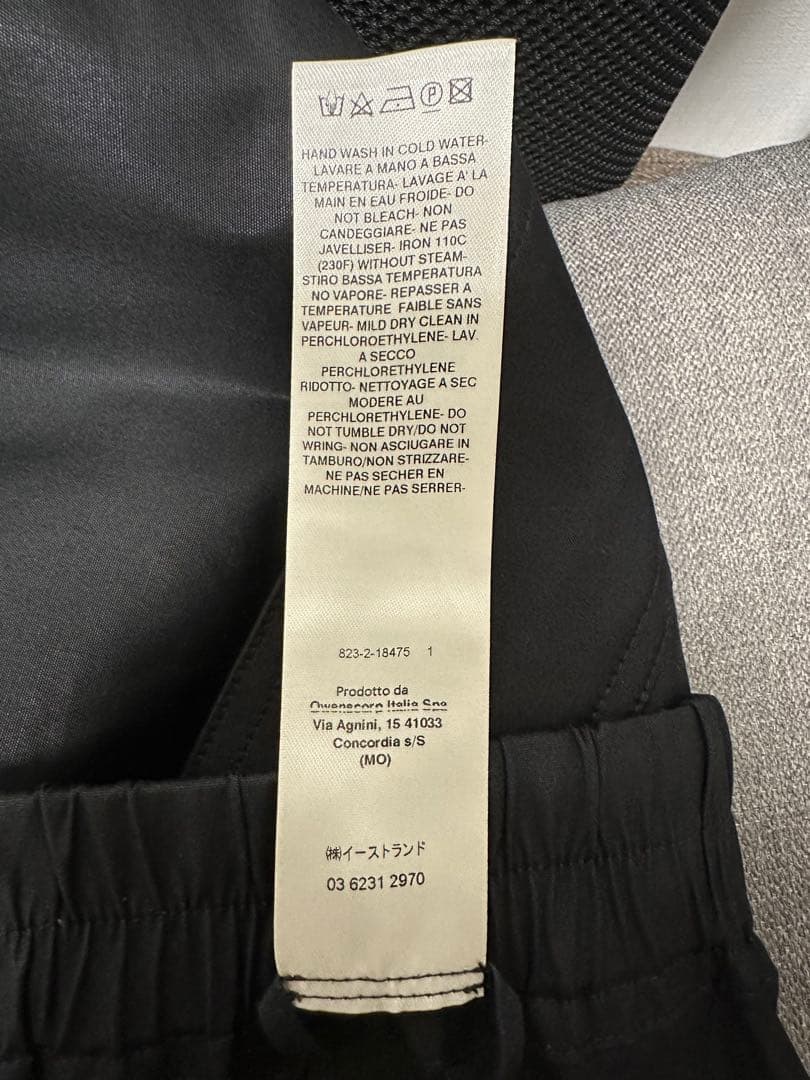 HAND WASH IN COLD WATER-
LAVARE A MANO A BASSA
TEMPERATURA- LAVAGE A' LA
MAIN EN EAU FROIDE- DO
NOT BLEACH- NON
CANDEGGIARE- NE PAS
JAVELLISER- IRON 110C
(230F) WITHOUT STEAM-
STIRO BASSA TEMPERATURA
NO VAPORE- REPASSER A
TEMPERATURE FAIBLE SANS
VAPEUR- MILD DRY CLEAN IN
PERCHLOROETHYLENE- LAV.
A SECCO
PERCHLORETHYLENE
RIDOTTO- NETTOYAGE A SEC
MODERE AU
PERCHLORETHYLENE- DO
NOT TUMBLE DRY/DO NOT
WRING- NON ASCIUGARE IN
TAMBURO/NON STRIZZARE-
NE PAS SECHER EN
MACHINE/NE PAS SERRER-
823-2-18475 1
Prodotto da
Owenscorp Italia Spa
Via Agnini, 15 41033
Concordia s/S
(MO)
㈱イーストランド
03 6231 2970